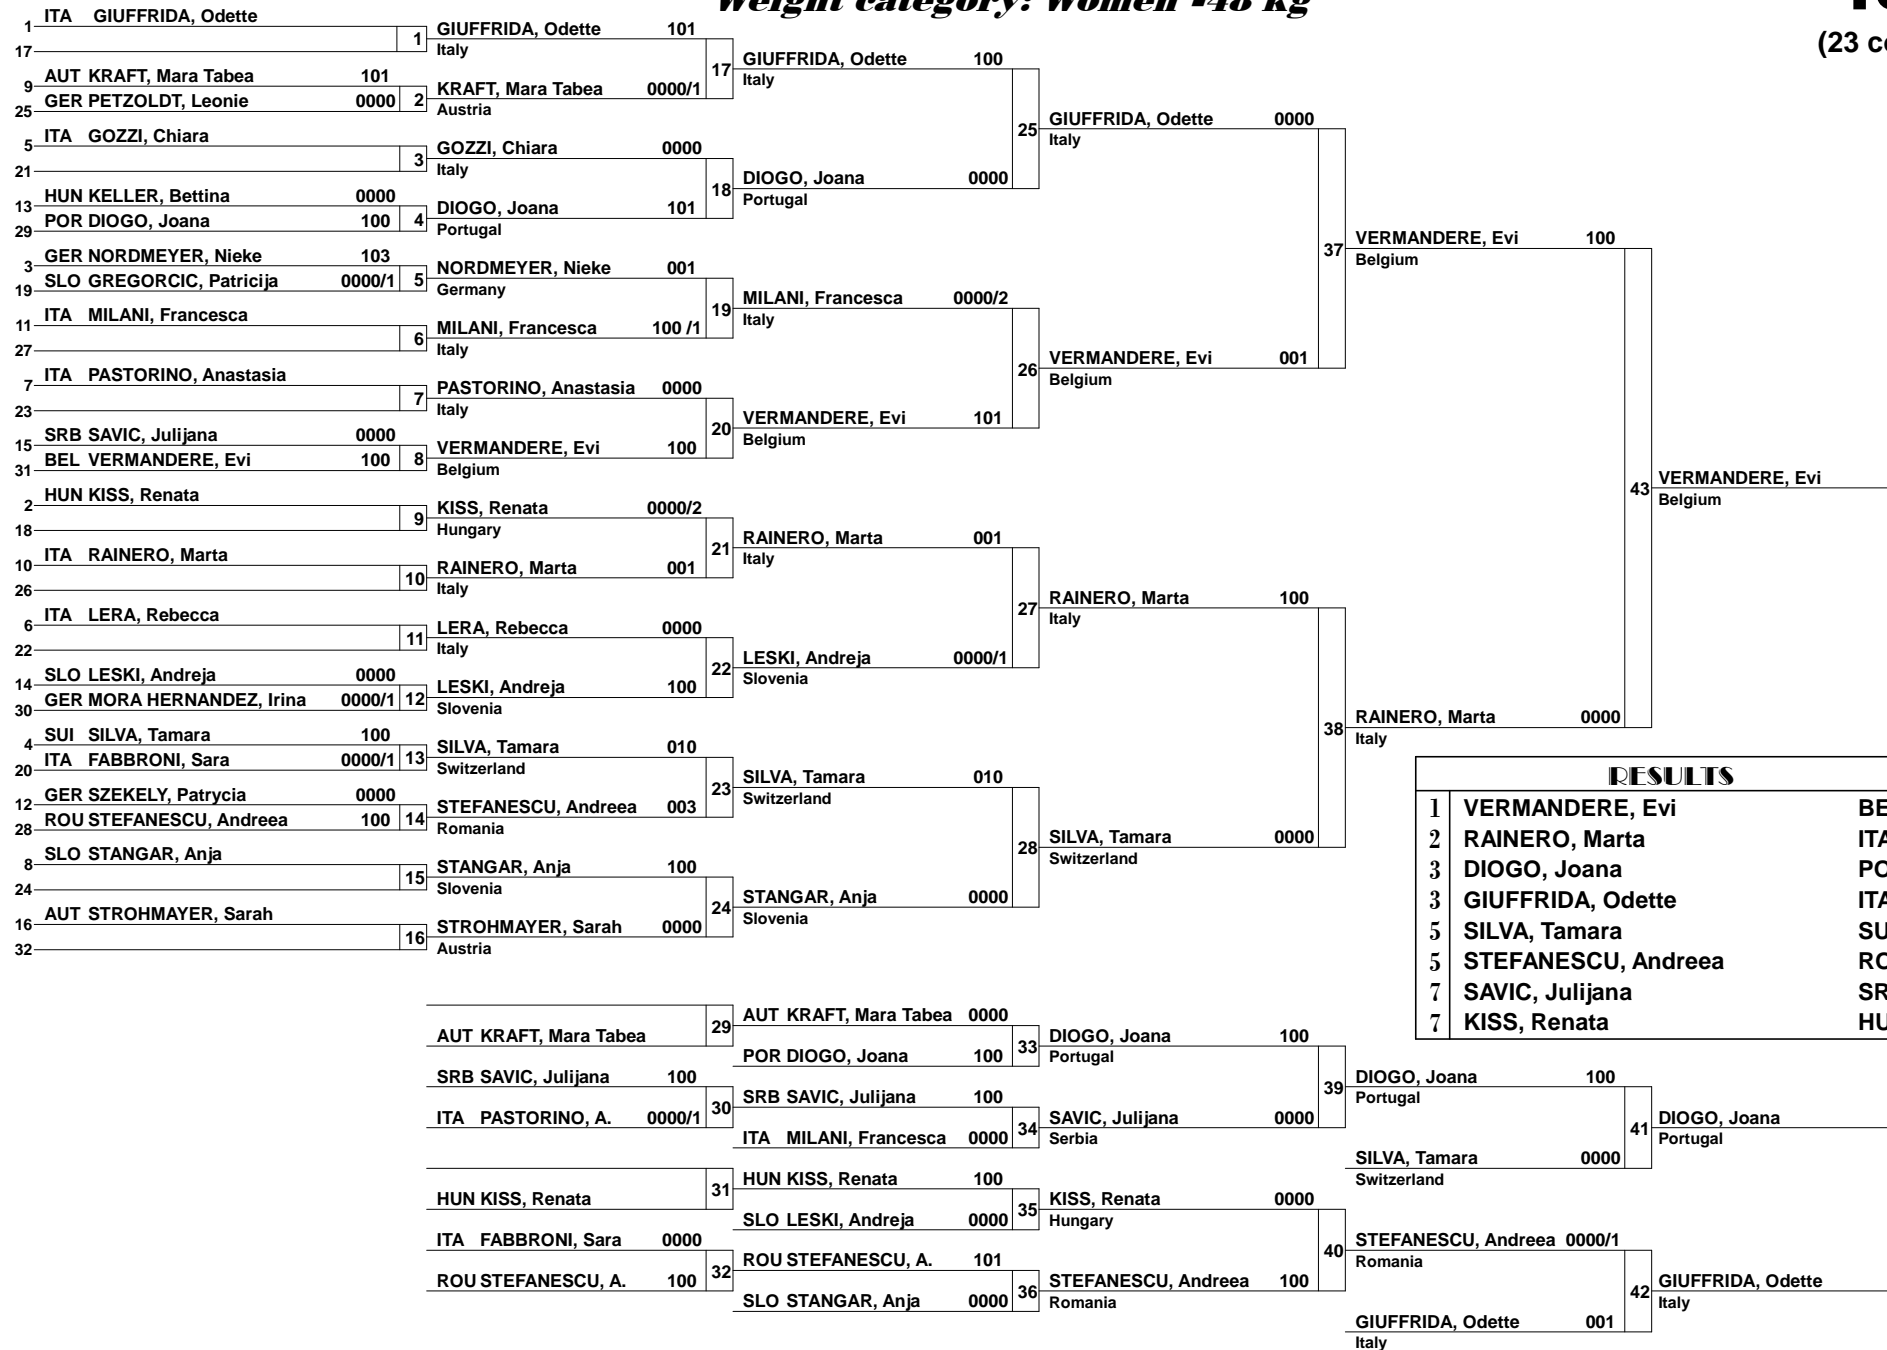 Weight category: Women -48 kg
(23
1 ITA GIUFFRIDA, Odette
17
1
9 AUT KRAFT, Mara Tabea 101
25 GER PETZOLDT, Leonie 0000
2
5 ITA GOZZI, Chiara
21
3
13 HUN KELLER, Bettina 0000
29 POR DIOGO, Joana 100
4
3 GER NORDMEYER, Nieke 103
19 SLO GREGORCIC, Patricija 0000/1
5
11 ITA MILANI, Francesca
27
6
7 ITA PASTORINO, Anastasia
23
7
15 SRB SAVIC, Julijana 0000
31 BEL VERMANDERE, Evi 100
8
2 HUN KISS, Renata
18
9
10 ITA RAINERO, Marta
26
10
6 ITA LERA, Rebecca
22
11
14 SLO LESKI, Andreja 0000
30 GER MORA HERNANDEZ, Irina 0000/1
12
4 SUI SILVA, Tamara 100
20 ITA FABBRONI, Sara 0000/1
13
12 GER SZEKELY, Patrycia 0000
28 ROU STEFANESCU, Andreea 100
14
8 SLO STANGAR, Anja
24
15
16 AUT STROHMAYER, Sarah
32
16
GIUFFRIDA, Odette 101
Italy
17
KRAFT, Mara Tabea 0000/1
Austria
GOZZI, Chiara 0000
Italy
18
DIOGO, Joana 101
Portugal
NORDMEYER, Nieke 001
Germany
19
MILANI, Francesca 100 /1
Italy
PASTORINO, Anastasia 0000
Italy
20
VERMANDERE, Evi 100
Belgium
KISS, Renata 0000/2
Hungary
21
RAINERO, Marta 001
Italy
LERA, Rebecca 0000
Italy
22
LESKI, Andreja 100
Slovenia
SILVA, Tamara 010
Switzerland
23
STEFANESCU, Andreea 003
Romania
STANGAR, Anja 100
Slovenia
24
STROHMAYER, Sarah 0000
Austria
GIUFFRIDA, Odette 100
Italy
25
DIOGO, Joana 0000
Portugal
MILANI, Francesca 0000/2
Italy
26
VERMANDERE, Evi 101
Belgium
RAINERO, Marta 001
Italy
27
LESKI, Andreja 0000/1
Slovenia
SILVA, Tamara 010
Switzerland
28
STANGAR, Anja 0000
Slovenia
GIUFFRIDA, Odette 0000
Italy
37
VERMANDERE, Evi 001
Belgium
RAINERO, Marta 100
Italy
38
SILVA, Tamara 0000
Switzerland
VERMANDERE, Evi 100
Belgium
43
RAINERO, Marta 0000
Italy
VERMANDERE, Evi
Belgium
RESULTS
1 VERMANDERE, Evi BE
2 RAINERO, Marta ITA
3 DIOGO, Joana PO
3 GIUFFRIDA, Odette ITA
5 SILVA, Tamara SU
5 STEFANESCU, Andreea RO
7 SAVIC, Julijana SR
7 KISS, Renata HU
AUT KRAFT, Mara Tabea
29
SRB SAVIC, Julijana 100
ITA PASTORINO, A. 0000/1
30
HUN KISS, Renata
31
ITA FABBRONI, Sara 0000
ROU STEFANESCU, A. 100
32
AUT KRAFT, Mara Tabea 0000
POR DIOGO, Joana 100
33
SRB SAVIC, Julijana 100
ITA MILANI, Francesca 0000
34
HUN KISS, Renata 100
SLO LESKI, Andreja 0000
35
ROU STEFANESCU, A. 101
SLO STANGAR, Anja 0000
36
DIOGO, Joana 100
Portugal
39
SAVIC, Julijana 0000
Serbia
KISS, Renata 0000
Hungary
40
STEFANESCU, Andreea 100
Romania
DIOGO, Joana 100
Portugal
41
SILVA, Tamara 0000
Switzerland
STEFANESCU, Andreea 0000/1
Romania
42
GIUFFRIDA, Odette 001
Italy
DIOGO, Joana
Portugal
GIUFFRIDA, Odette
Italy